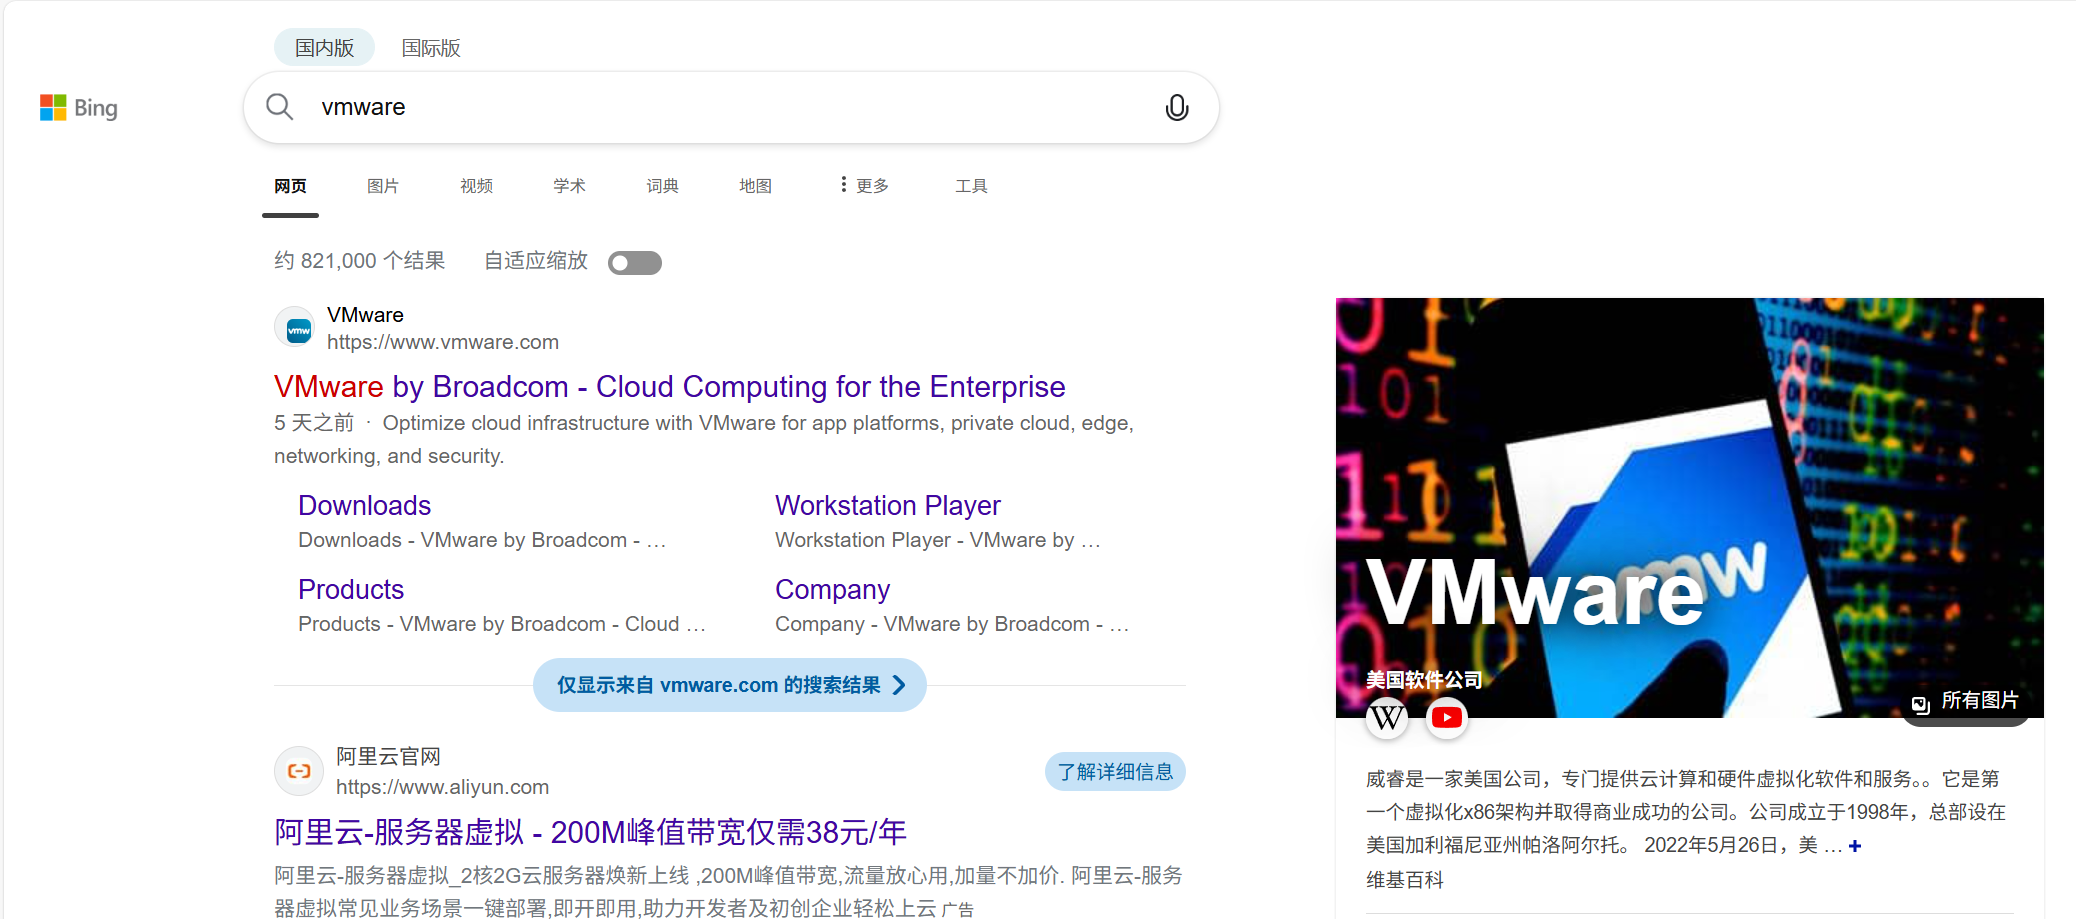 国内版 国际版
Bing
vmware
网页 图片 视频 学术 词典 地图 更多 工具
约 821,000 个结果 自适应缩放
vmw
VMware
https://www.vmware.com
VMware by Broadcom - Cloud Computing for the Enterprise
5 天之前 · Optimize cloud infrastructure with VMware for app platforms, private cloud, edge,
networking, and security.
Downloads
Downloads - VMware by Broadcom - …
Workstation Player
Workstation Player - VMware by …
Products
Products - VMware by Broadcom - Cloud …
Company
Company - VMware by Broadcom - …
仅显示来自 vmware.com 的搜索结果
阿里云官网
https://www.aliyun.com
了解详细信息
阿里云-服务器虚拟 - 200M峰值带宽仅需38元/年
阿里云-服务器虚拟_2核2G云服务器焕新上线 ,200M峰值带宽,流量放心用,加量不加价. 阿里云-服务
器虚拟常见业务场景一键部署,即开即用,助力开发者及初创企业轻松上云 广告
VMware
美国软件公司
W
所有图片
威睿是一家美国公司，专门提供云计算和硬件虚拟化软件和服务。。它是第
一个虚拟化x86架构并取得商业成功的公司。公司成立于1998年，总部设在
美国加利福尼亚州帕洛阿尔托。 2022年5月26日，美 … +
维基百科